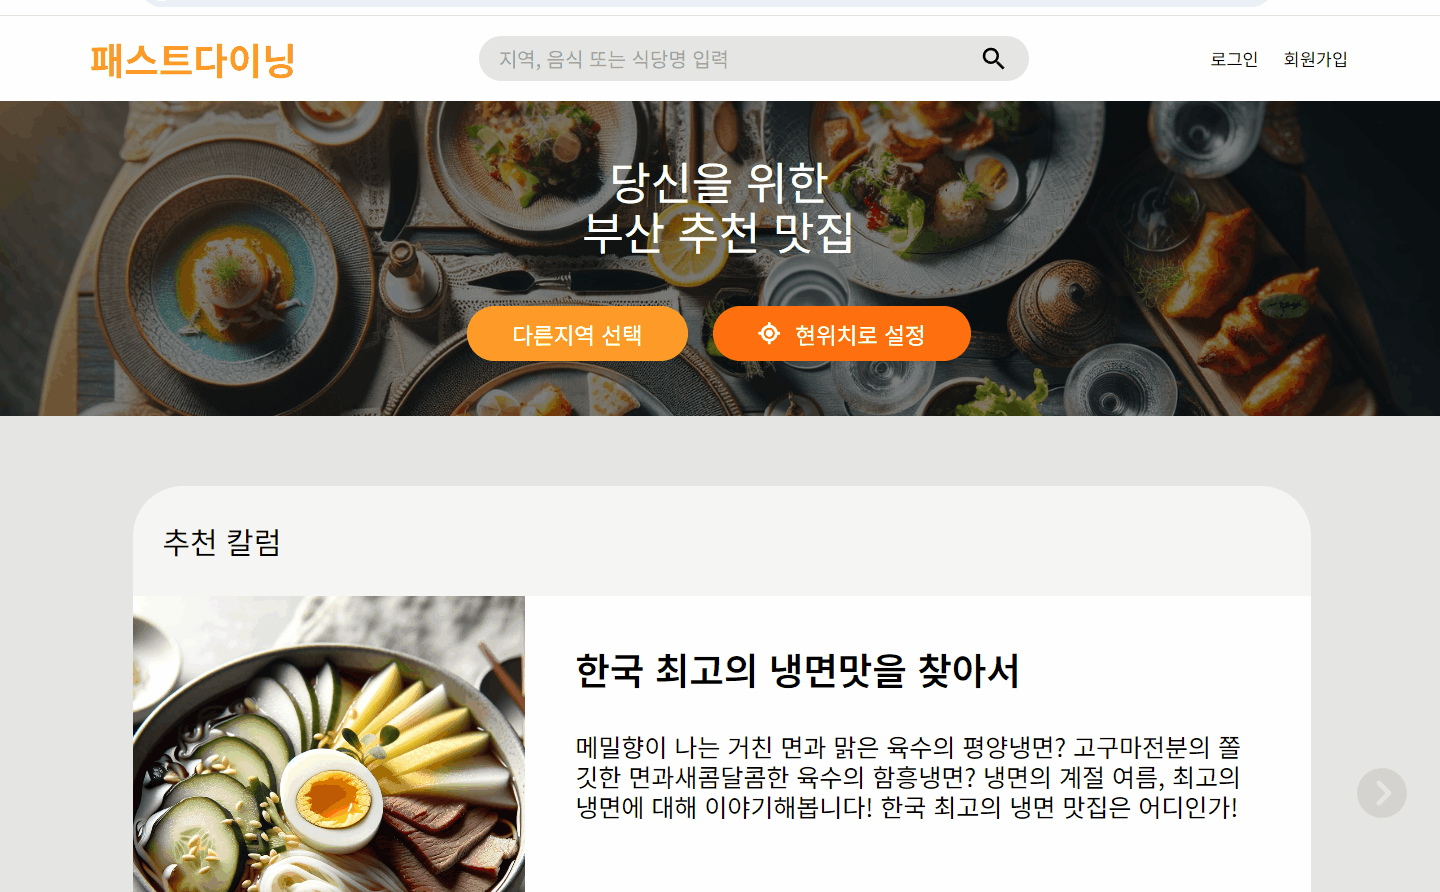 패스트다이닝
지역, 음식 또는 식당명 입력
로그인
회원가입
당신을 위한
부산 추천 맛집
다른지역 선택
현위치로 설정
추천 칼럼
한국 최고의 냉면맛을 찾아서
메밀향이 나는 거친 면과 맑은 육수의 평양냉면? 고구마전분의 쫄
깃한 면과새콤달콤한 육수의 함흥냉면? 냉면의 계절 여름, 최고의
냉면에 대해 이야기해봅니다! 한국 최고의 냉면 맛집은 어디인가!